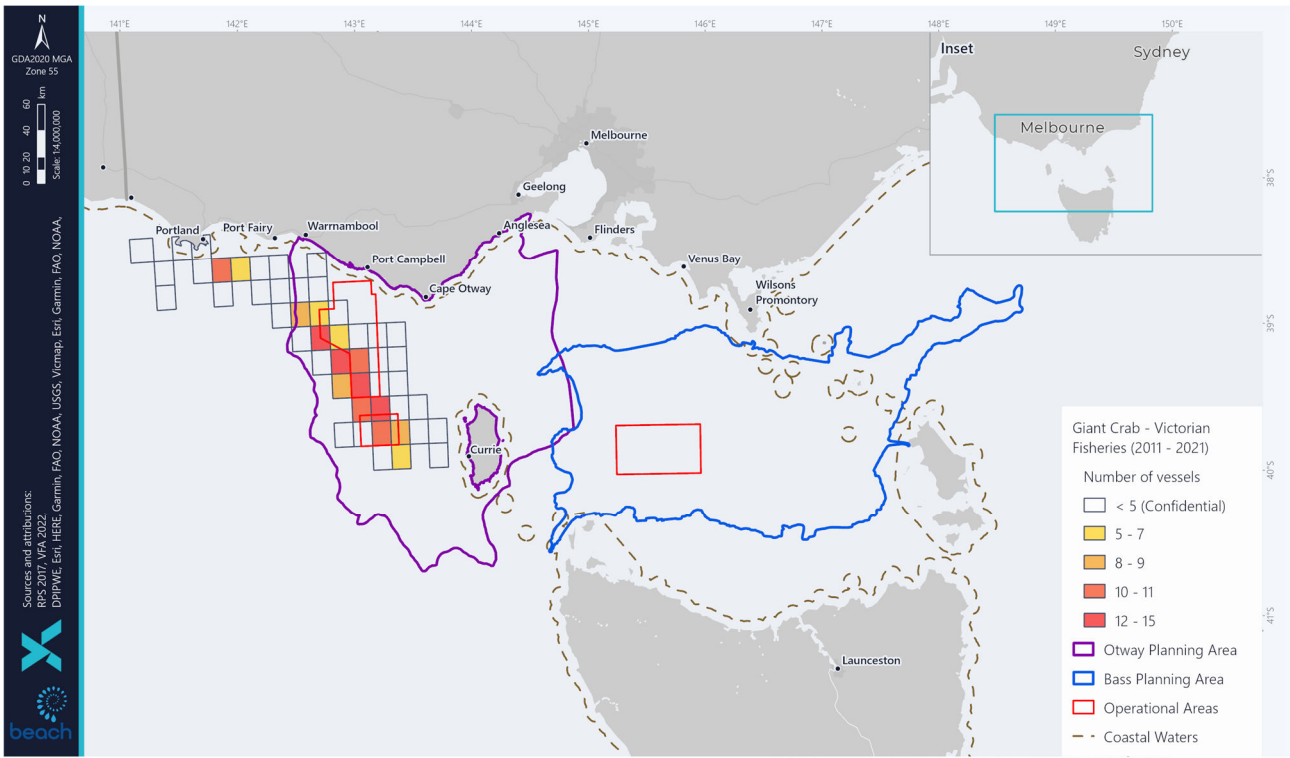 N
GDA2020 MGA
Zone 55
0 10 20 40 60
km
Scale: 1:4,000,000
Sources and attributions:
RPS 2017, VFA 2022
DPIPWE, Esri, HERE, Garmin, FAO, NOAA, USGS, Vicmap, Esri, Garmin, FAO, NOAA,
beach
141°E 142°E 143°E 144°E 145°E 146°E 147°E 148°E 149°E 150°E
Inset
Sydney
Melbourne
38°S
39°S
40°S
41°S
Melbourne
Geelong
Portland
Port Fairy
Warrnambool
Anglesea
Flinders
Port Campbell
Venus Bay
Cape Otway
Wilsons
Promontory
Currie
Launceston
Giant Crab - Victorian
Fisheries (2011 - 2021)
Number of vessels
< 5 (Confidential)
5 - 7
8 - 9
10 - 11
12 - 15
Otway Planning Area
Bass Planning Area
Operational Areas
Coastal Waters